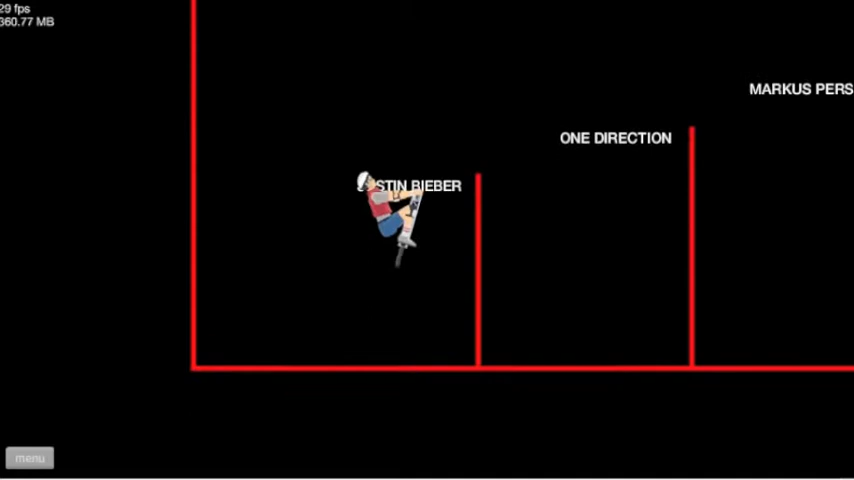 29 fps
360.77 MB
MARKUS PERS
ONE DIRECTION
STIN BIEBER
menu